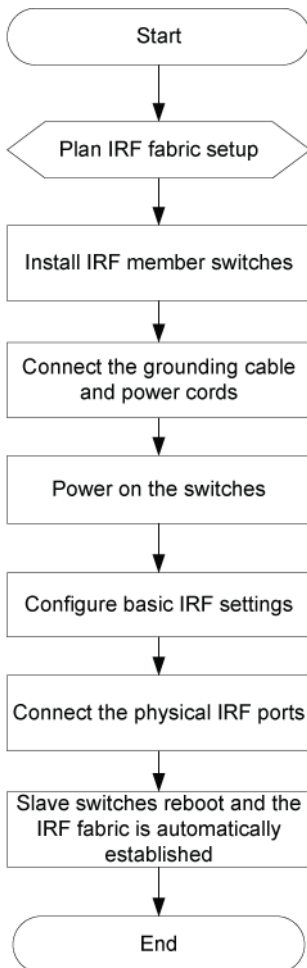 Start
Plan IRF fabric setup
Install IRF member switches
Connect the grounding cable
and power cords
Power on the switches
Configure basic IRF settings
Connect the physical IRF ports
Slave switches reboot and the
IRF fabric is automatically
established
End